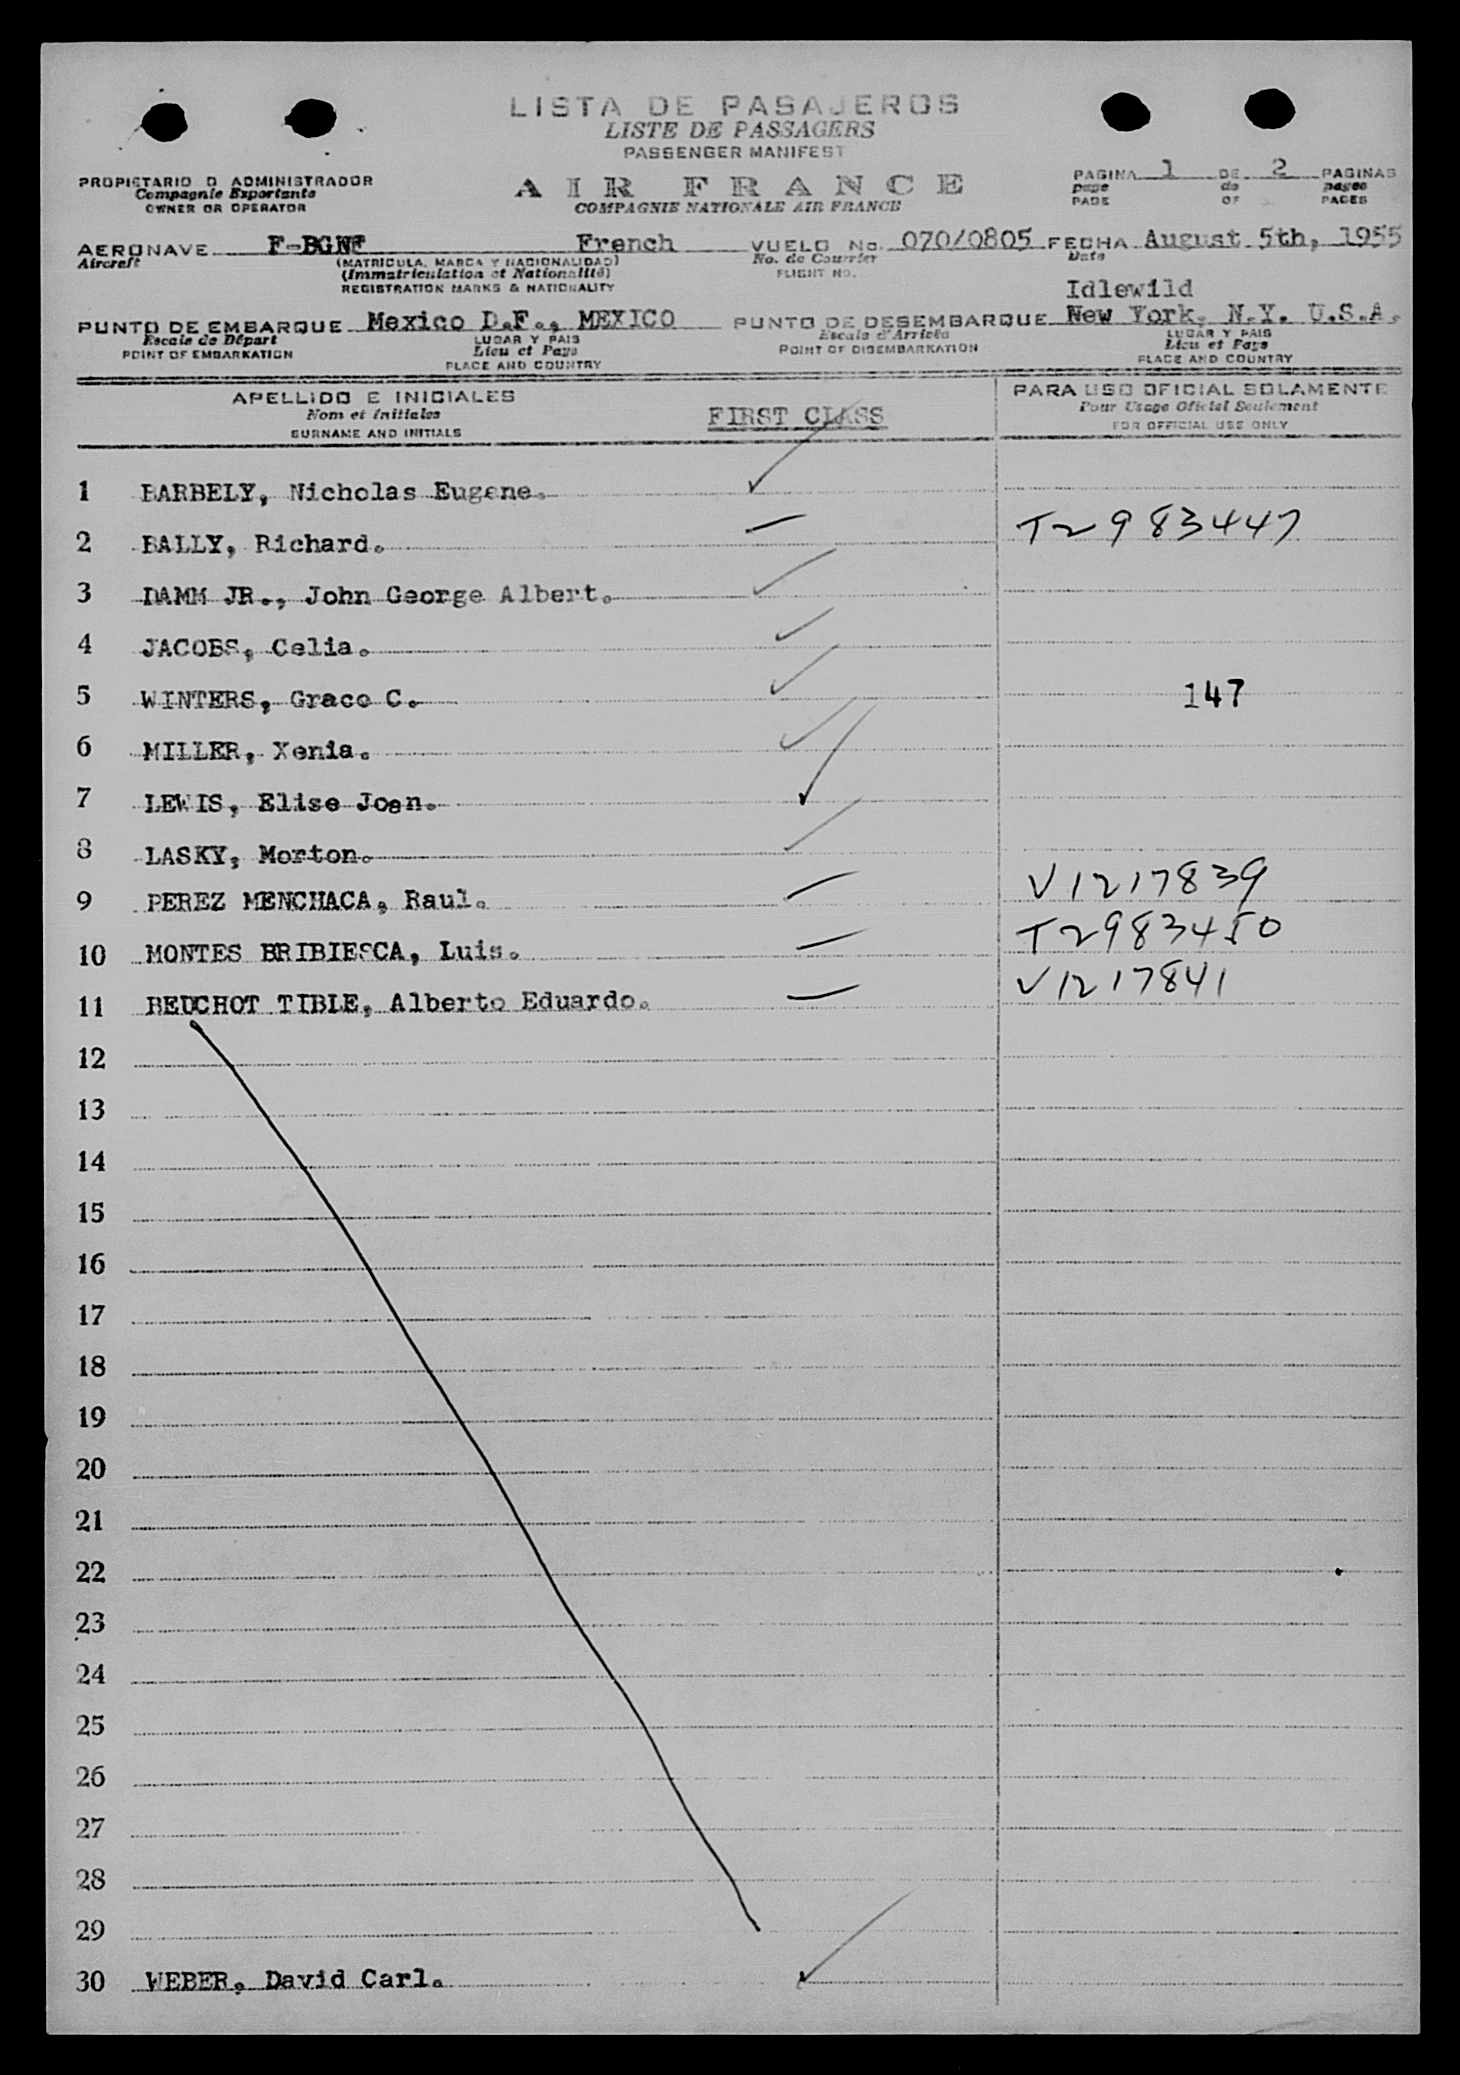 LISTA DE PASAJEROS
LISTE DE PASSAGERS
PASSENGER MANIFEST
PROPIETARIO O ADMINISTRADOR
Compagnie Exportante
OWNER OR OPERATOR
AIR FRANCE
COMPAGNIE NATIONALE AIR FRANCE
PAGINA 1 DE 2 PAGINAS
page de pages
PAGE OF PAGES
AERONAVE French VUELO No. 070/0805 FECHA August 5th, 1955
Aircraft (MATRICULA, MARCA Y NACIONALIDAD) No. de Courrier Date
(Immatriculation et Nationalité) FLIGHT NO.
REGISTRATION MARKS & NATIONALITY
Idlewild
PUNTO DE EMBARQUE Mexico D.F., MEXICO PUNTO DE DESEMBARQUE New York, N.Y. U.S.A.
Escale de Départ LUGAR Y PAIS Escale d'Arrivée LUGAR Y PAIS
POINT OF EMBARKATION Lieu et Pays POINT OF DISEMBARKATION Lieu et Pays
PLACE AND COUNTRY PLACE AND COUNTRY
APELLIDO E INICIALES PARA USO OFICIAL SOLAMENTE
Nom et initiales FIRST CLASS Pour Usage Oficiel Seulement
SURNAME AND INITIALS FOR OFFICIAL USE ONLY
1 BARBELY, Nicholas Eugene.
2 BALLY, Richard. T2983447
3 DAMM JR., John George Albert.
4 JACOBS, Celia.
5 WINTERS, Grace C. 147
6 MILLER, Xenia.
7 LEWIS, Elise Joan.
8 LASKY, Morton.
9 PEREZ MENCHACA, Raul. V1217839
10 MONTES BRIBIESCA, Luis. T2983450
11 BEUCHOT TIBLE, Alberto Eduardo. V1217841
12
13
14
15
16
17
18
19
20
21
22
23
24
25
26
27
28
29
30 WEBER, David Carl.